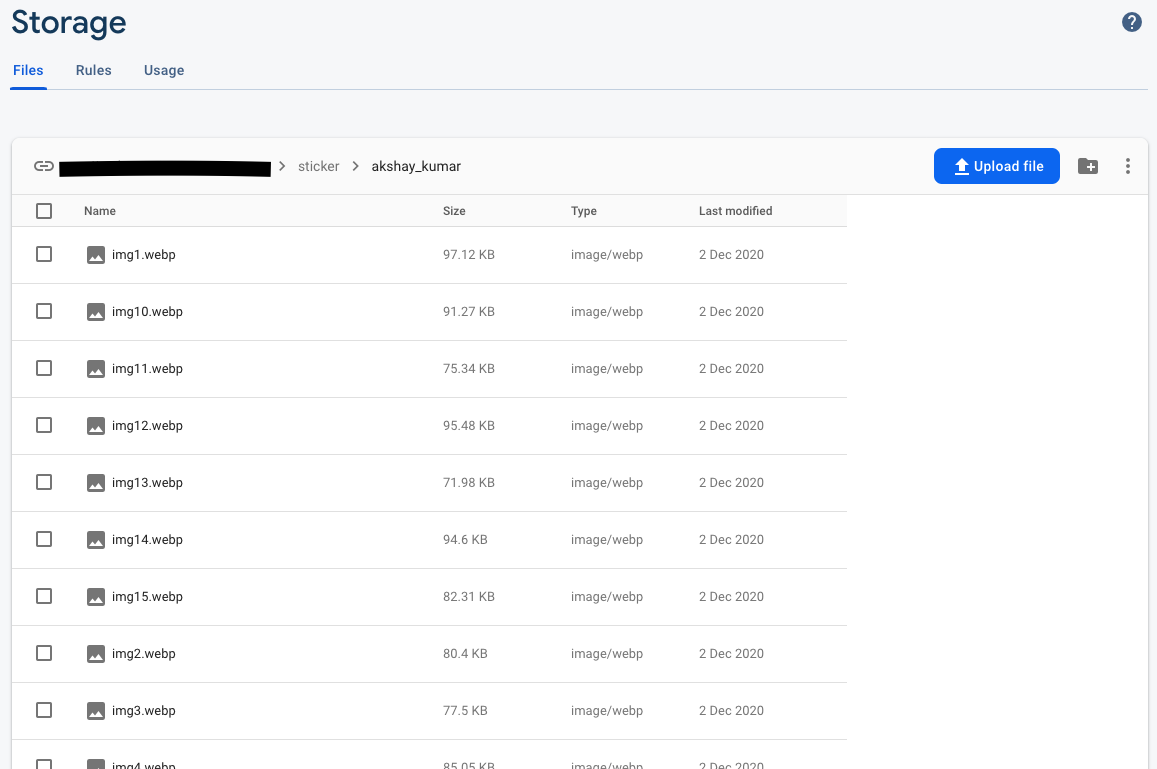 Storage
?
Files Rules Usage
sticker > akshay_kumar Upload file
Name Size Type Last modified
img1.webp 97.12 KB image/webp 2 Dec 2020
img10.webp 91.27 KB image/webp 2 Dec 2020
img11.webp 75.34 KB image/webp 2 Dec 2020
img12.webp 95.48 KB image/webp 2 Dec 2020
img13.webp 71.98 KB image/webp 2 Dec 2020
img14.webp 94.6 KB image/webp 2 Dec 2020
img15.webp 82.31 KB image/webp 2 Dec 2020
img2.webp 80.4 KB image/webp 2 Dec 2020
img3.webp 77.5 KB image/webp 2 Dec 2020
img4.webp 85.05 KB image/webp 2 Dec 2020